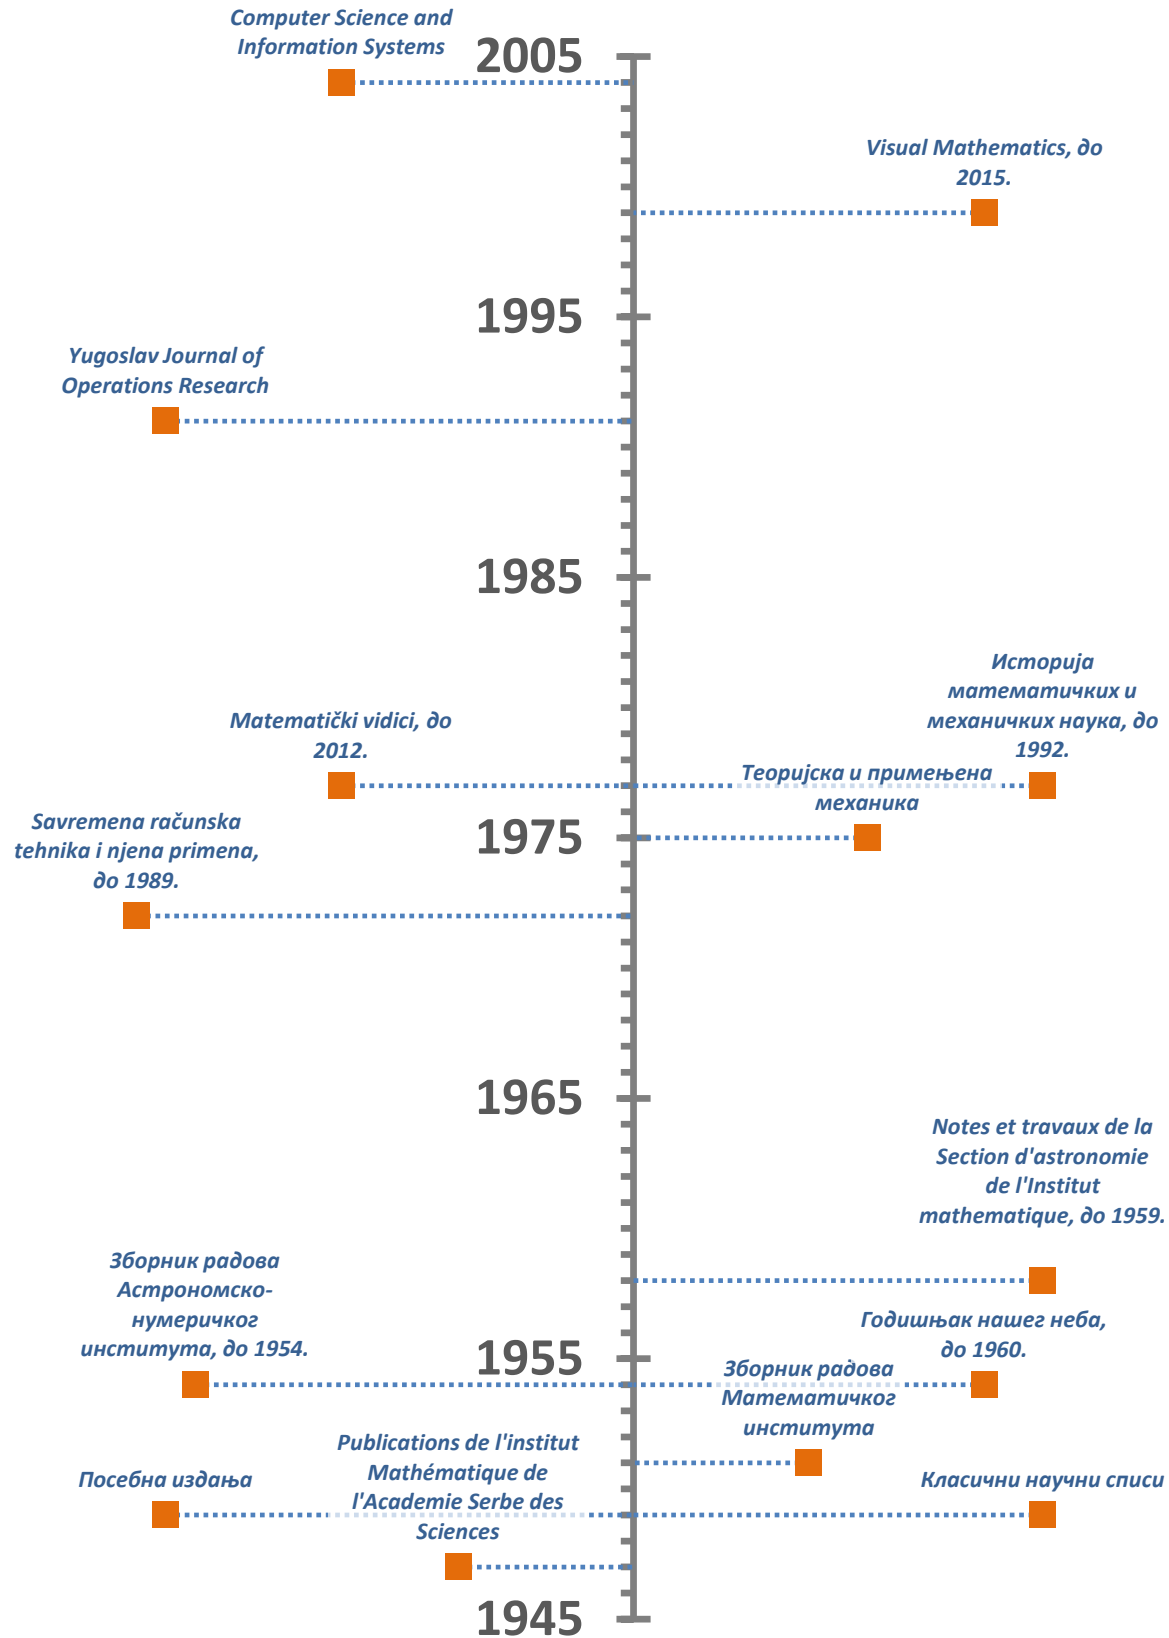 Computer Science and
Information Systems
2005
Visual Mathematics, до
2015.
1995
Yugoslav Journal of
Operations Research
1985
Историја
математичких и
механичких наука, до
1992.
Matematički vidici, до
2012.
Теоријска и примењена
механика
1975
Savremena računska
tehnika i njena primena,
до 1989.
1965
Notes et travaux de la
Section d'astronomie
de l'Institut
mathematique, до 1959.
Зборник радова
Астрономско-
нумеричког
института, до 1954.
Годишњак нашег неба,
до 1960.
1955
Зборник радова
Математичког
института
Publications de l'institut
Mathématique de
l'Academie Serbe des
Sciences
Посебна издања
Класични научни списи
1945